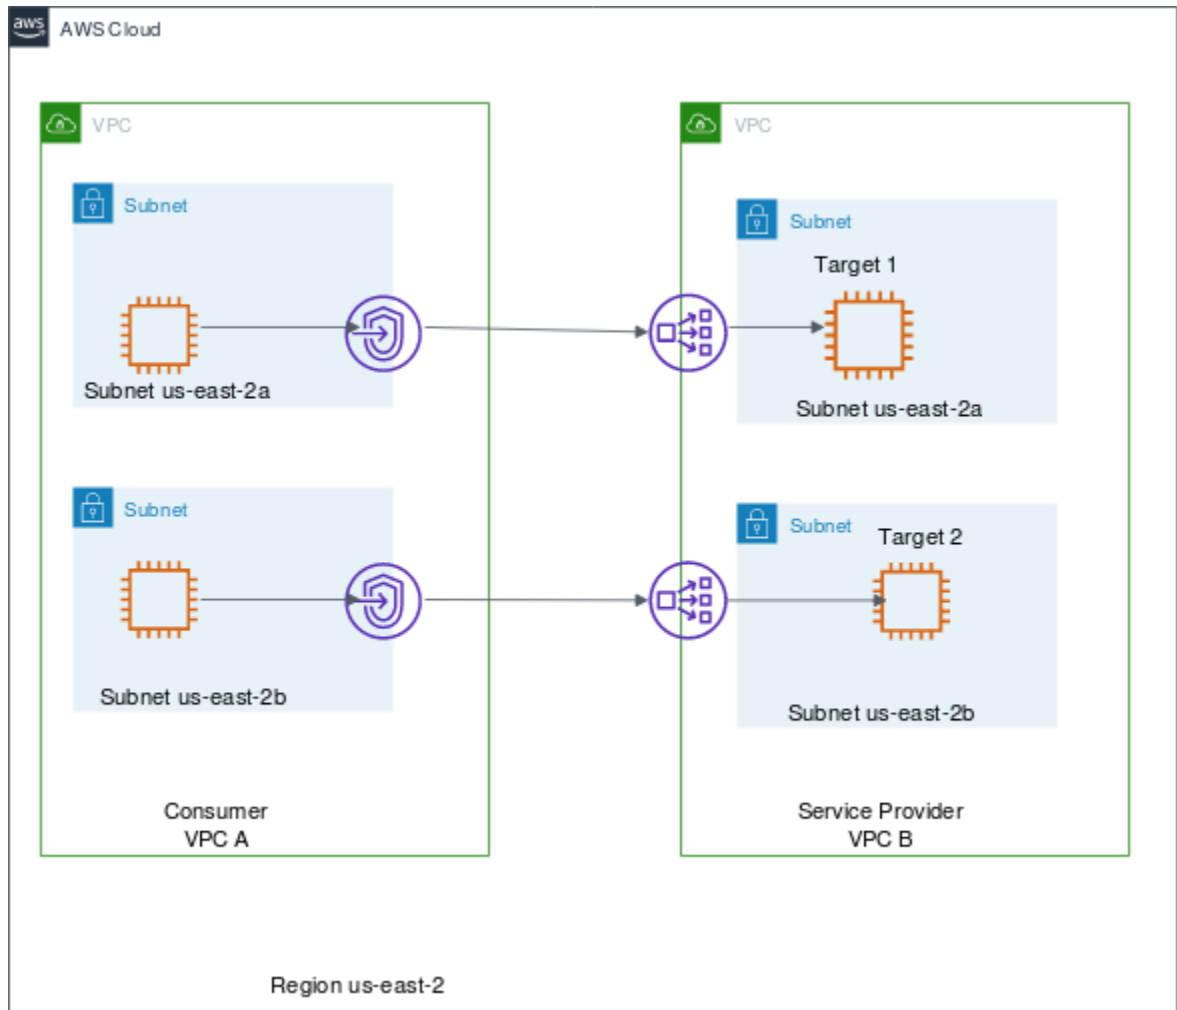 aws
AWS Cloud
VPC
Subnet
Subnet us-east-2a
Subnet
Subnet us-east-2b
Consumer
VPC A
VPC
Subnet
Target 1
Subnet us-east-2a
Subnet
Target 2
Subnet us-east-2b
Service Provider
VPC B
Region us-east-2